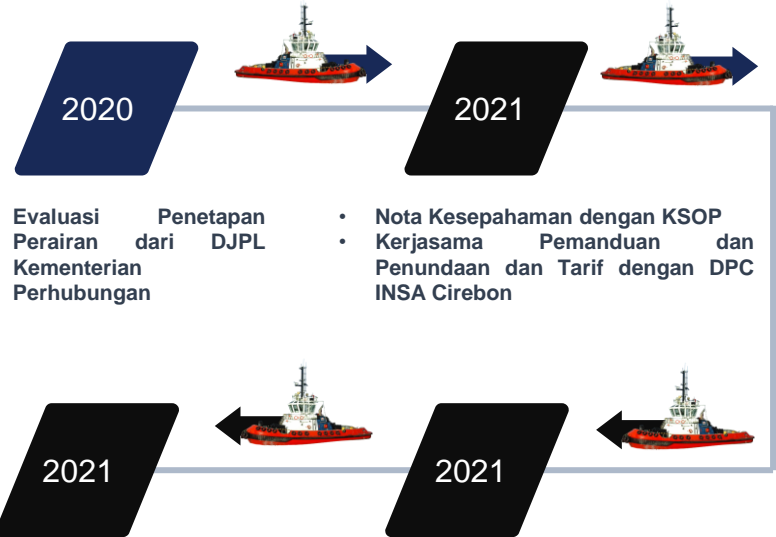 2020
2021
Evaluasi Penetapan
Perairan dari DJPL
Kementerian
Perhubungan
• Nota Kesepahaman dengan KSOP
• Kerjasama Pemanduan dan
Penundaan dan Tarif dengan DPC
INSA Cirebon
2021
2021